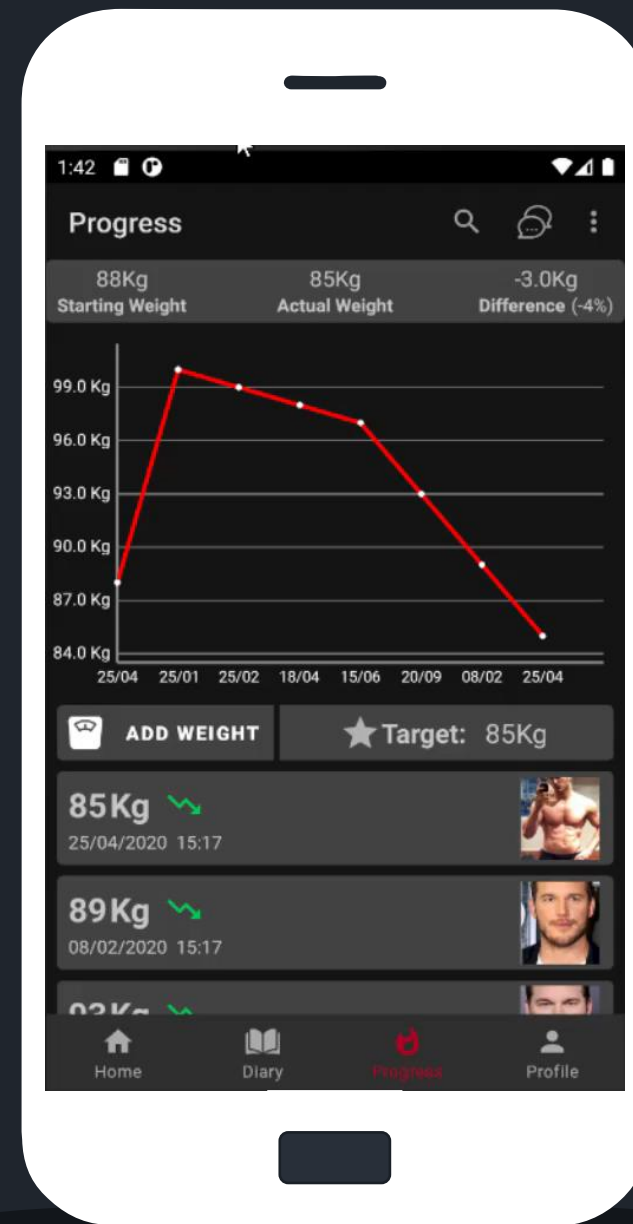 1:42
Progress
88Kg 85Kg -3.0Kg
Starting Weight Actual Weight Difference (-4%)
99.0 Kg
96.0 Kg
93.0 Kg
90.0 Kg
87.0 Kg
84.0 Kg
25/04 25/01 25/02 18/04 15/06 20/09 08/02 25/04
ADD WEIGHT Target: 85Kg
85Kg
25/04/2020 15:17
89Kg
08/02/2020 15:17
93Kg
Home Diary Progress Profile